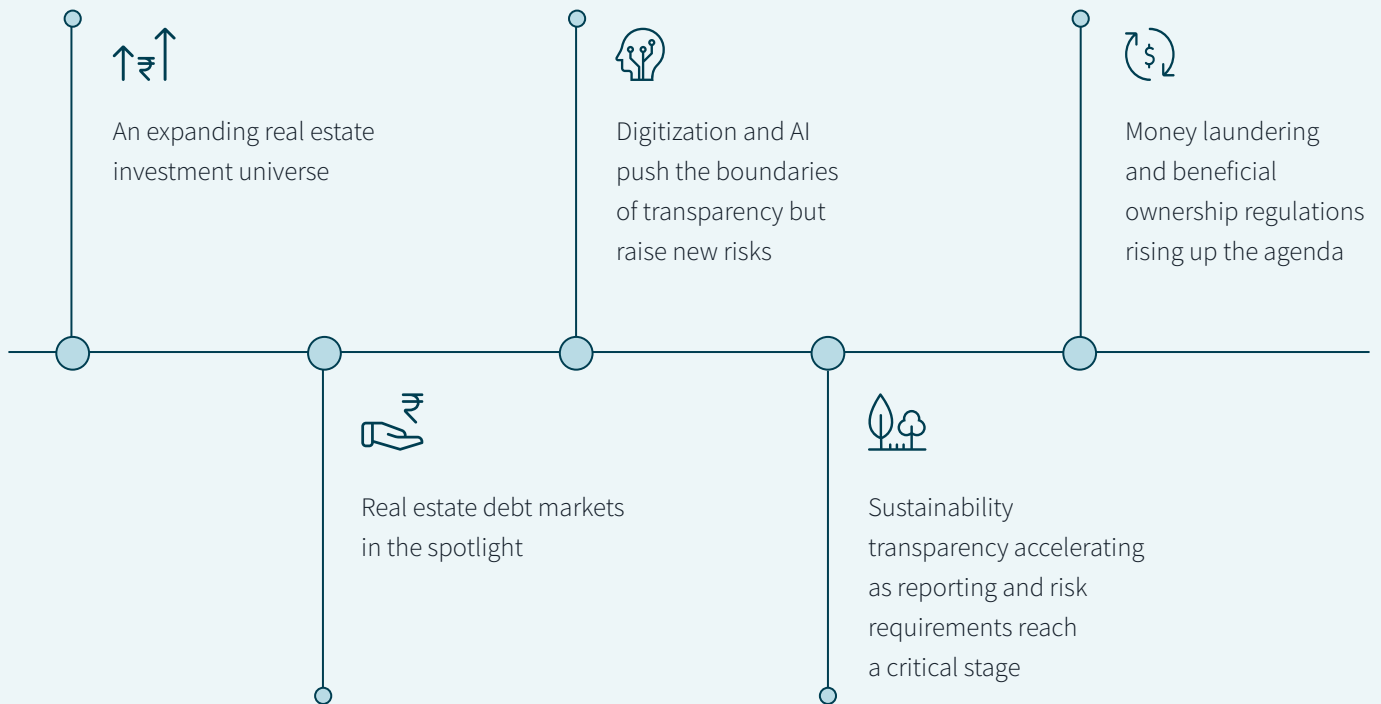 ₹
An expanding real estate
investment universe
₹
Real estate debt markets
in the spotlight
Digitization and AI
push the boundaries
of transparency but
raise new risks
Sustainability
transparency accelerating
as reporting and risk
requirements reach
a critical stage
$
Money laundering
and beneficial
ownership regulations
rising up the agenda